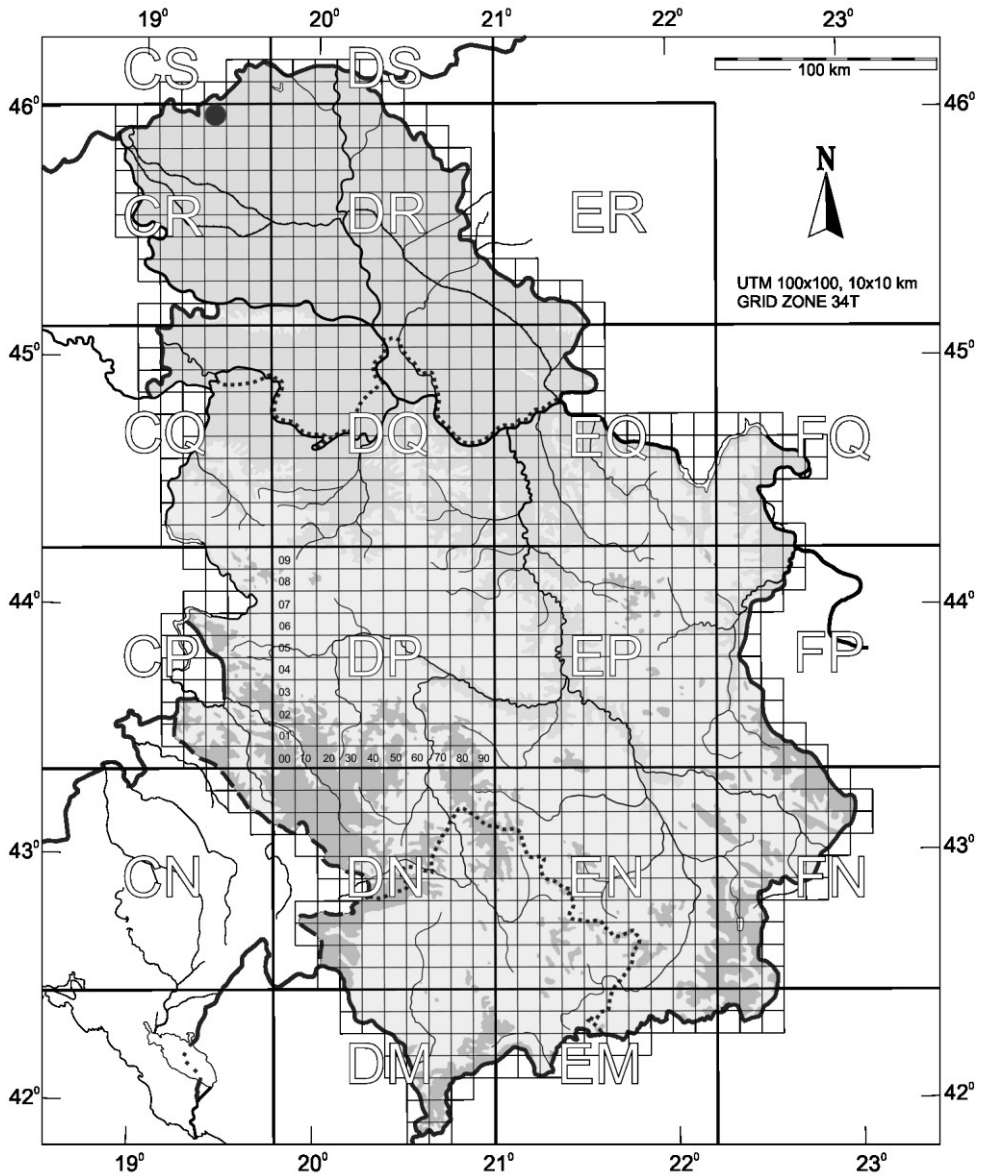 19⁰ 20⁰ 21⁰ 22⁰ 23⁰
CS DS
100 km
46⁰ 46⁰
N
CR DR ER
UTM 100x100, 10x10 km
GRID ZONE 34T
45⁰ 45⁰
CQ DQ EQ FQ
09
08
44⁰ 07 44⁰
06
CP 05 DP EP FP
04
03
02
01
00 10 20 30 40 50 60 70 80 90
43⁰ 43⁰
CN DN EN FN
DM EM
42⁰ 42⁰
19⁰ 20⁰ 21⁰ 22⁰ 23⁰